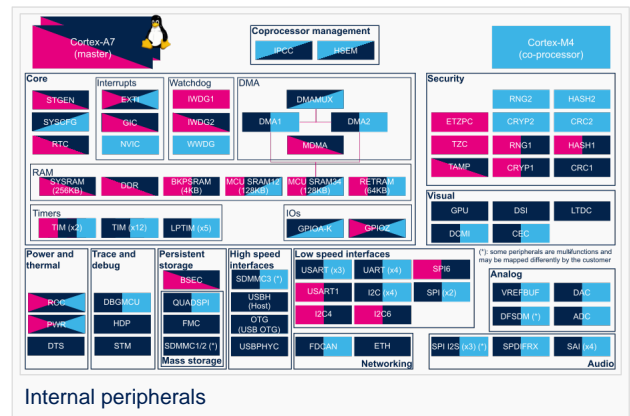 Cortex-A7
(master)
Coprocessor management
IPCC
HSEM
Cortex-M4
(co-processor)
Core
STGEN
SYSCFG
RTC
Interrupts
EXTI
GIC
NVIC
Watchdog
IWDG1
IWDG2
WWDG
DMA
DMAMUX
DMA1
DMA2
MDMA
RAM
SYSRAM
(256KB)
DDR
BKPSRAM
(4KB)
MCU SRAM12
(128KB)
MCU SRAM34
(128KB)
RETRAM
(64KB)
Timers
TIM (x2)
TIM (x12)
LPTIM (x5)
IOs
GPIOA-K
GPIOZ
Security
RNG2
HASH2
ETZPC
CRYP2
CRC2
TZC
RNG1
HASH1
TAMP
CRYP1
CRC1
Visual
GPU
DSI
LTDC
DCMI
CEC
(*): some peripherals are multifunctions and
may be mapped differently by the customer
Power and
thermal
RCC
PWR
DTS
Trace and
debug
DBGMCU
HDP
STM
Persistent
storage
BSEC
QUADSPI
FMC
SDMMC1/2 (*)
Mass storage
High speed
interfaces
SDMMC3 (*)
USBH
(Host)
OTG
(USB OTG)
USBPHYC
Low speed interfaces
USART (x3)
UART (x4)
SPI6
USART1
I2C (x4)
SPI (x2)
I2C4
I2C6
FDCAN
ETH
Networking
Analog
VREFBUF
DAC
DFSDM (*)
ADC
SPI I2S (x3) (*)
SPDIFRX
SAI (x4)
Audio
Internal peripherals